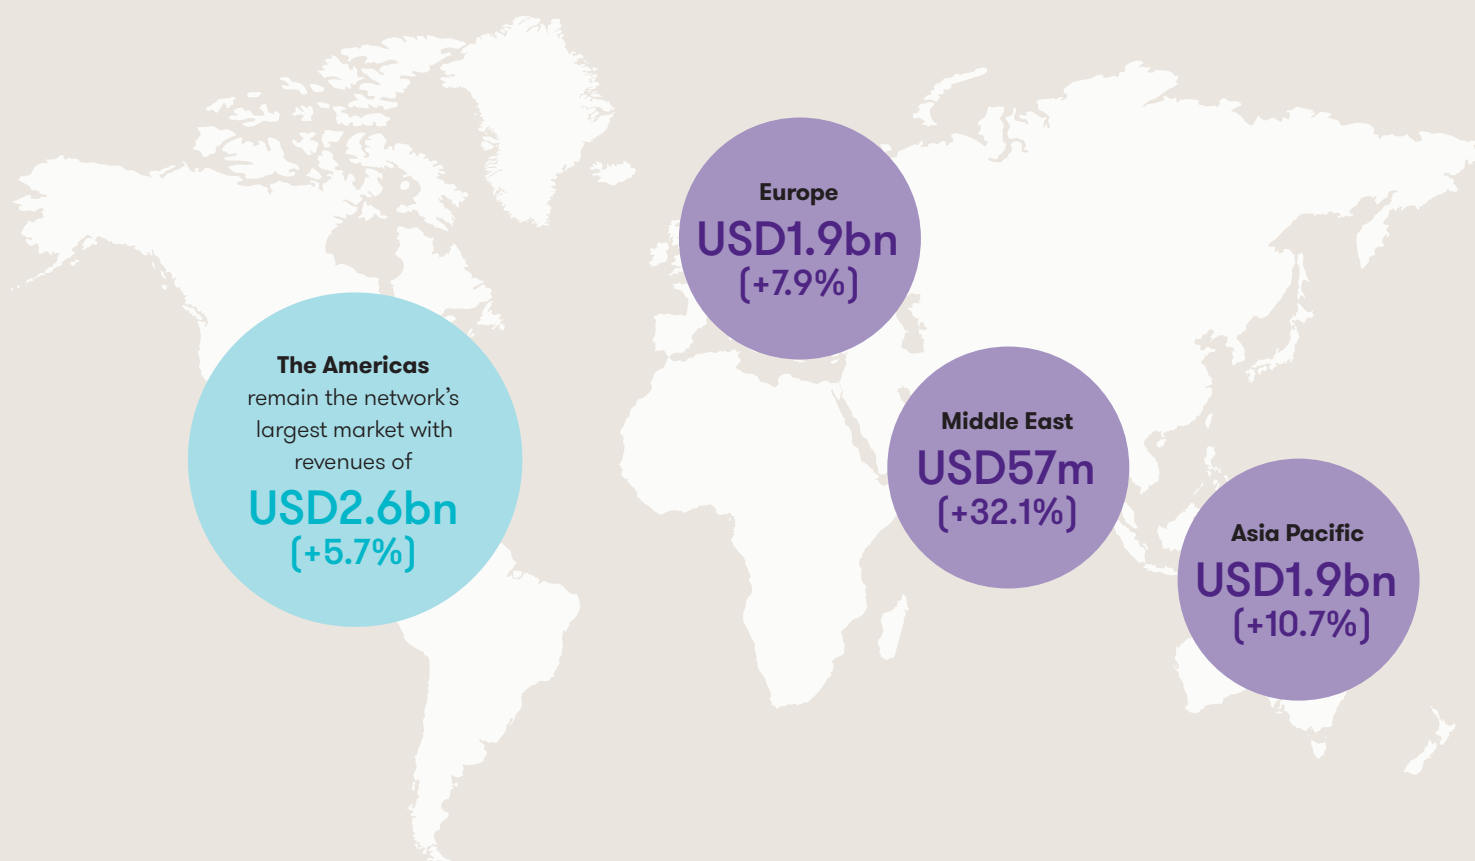 Europe
USD1.9bn
(+7.9%)
The Americas
remain the network’s
largest market with
revenues of
USD2.6bn
(+5.7%)
Middle East
USD57m
(+32.1%)
Asia Pacific
USD1.9bn
(+10.7%)